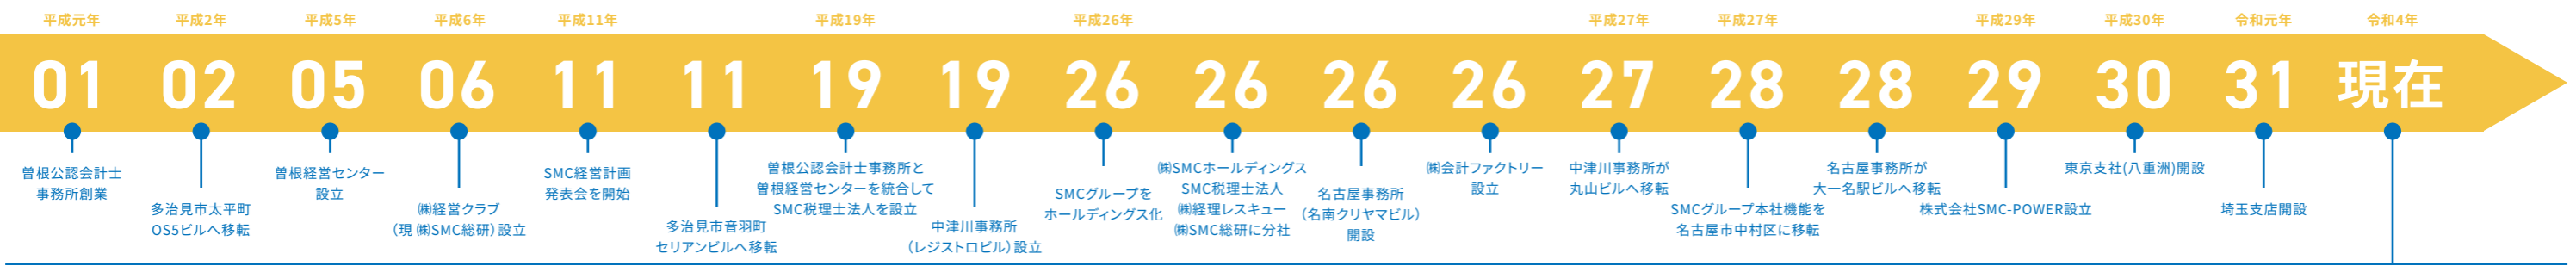 平成元年
平成2年
平成5年
平成6年
平成11年
平成19年
平成26年
平成27年
平成27年
平成29年
平成30年
令和元年
令和4年
01
02
05
06
11
11
19
19
26
26
26
26
27
28
28
29
30
31
現在
曽根公認会計士
事務所創業
多治見市太平町
OS5ビルへ移転
曽根経営センター
設立
㈱経営クラブ
（現 ㈱SMC総研）設立
SMC経営計画
発表会を開始
多治見市音羽町
セリアンビルへ移転
曽根公認会計士事務所と
曽根経営センターを統合して
SMC税理士法人を設立
中津川事務所
（レジストロビル）設立
SMCグループを
ホールディングス化
㈱SMCホールディングス
SMC税理士法人
㈱経理レスキュー
㈱SMC総研に分社
名古屋事務所
（名南クリヤマビル）
開設
㈱会計ファクトリー
設立
中津川事務所が
丸山ビルへ移転
SMCグループ本社機能を
名古屋市中村区に移転
名古屋事務所が
大一名駅ビルへ移転
株式会社SMC-POWER設立
東京支社(八重洲)開設
埼玉支店開設